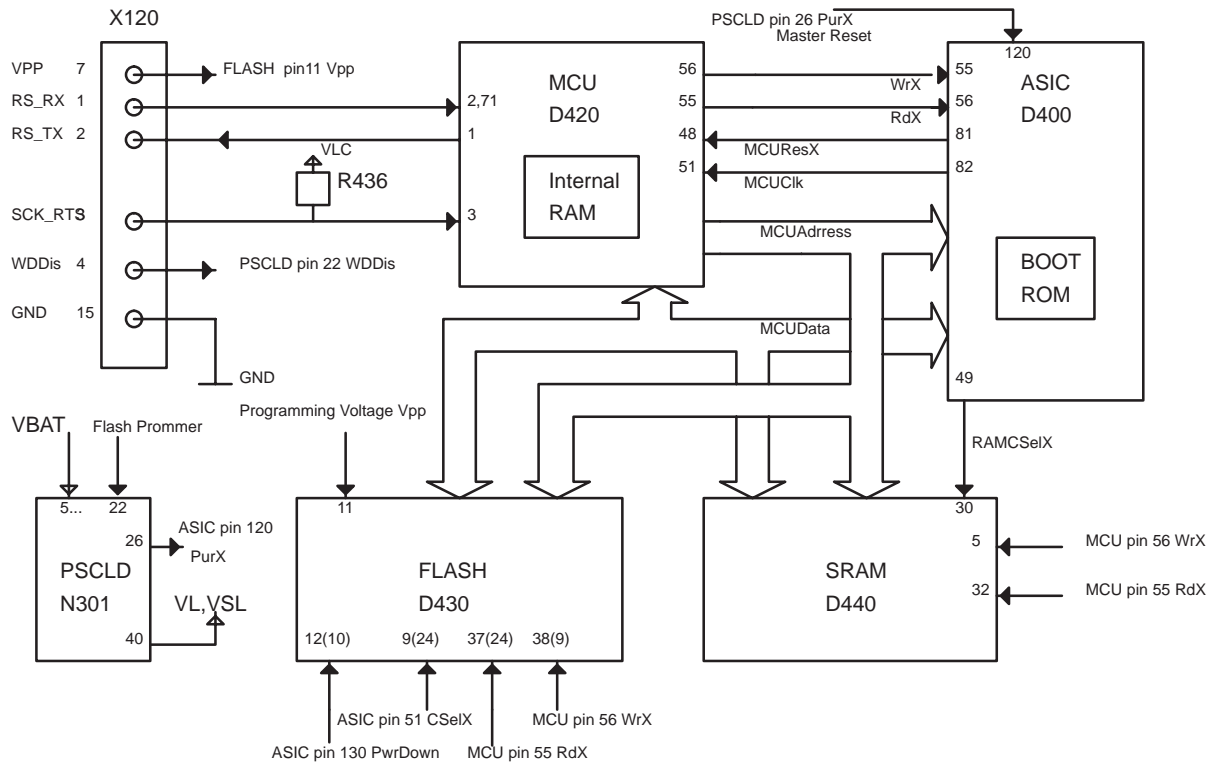 X120
PSCLD pin 26 PurX
Master Reset
VPP 7
FLASH pin11 Vpp
RS_RX 1
RS_TX 2
SCK_RTS 3
WDDis 4
PSCLD pin 22 WDDis
GND 15
GND
VLC
R436
2,71
1
3
MCU
D420
Internal
RAM
56
55
48
51
WrX
RdX
MCUResX
MCUClk
MCUAdrress
MCUData
120
55
56
81
82
ASIC
D400
BOOT
ROM
49
RAMCSelX
VBAT
Flash Prommer
Programming Voltage Vpp
5...
22
26
PSCLD
N301
40
ASIC pin 120
PurX
VL,VSL
11
FLASH
D430
12(10)
9(24)
37(24)
38(9)
ASIC pin 51 CSelX
MCU pin 56 WrX
ASIC pin 130 PwrDown
MCU pin 55 RdX
30
5
32
SRAM
D440
MCU pin 56 WrX
MCU pin 55 RdX